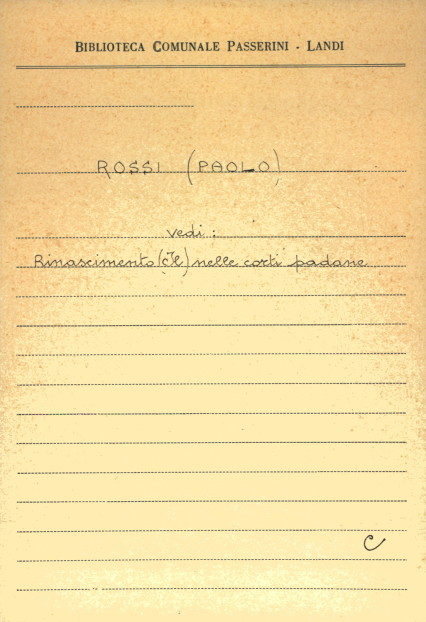 BIBLIOTECA COMUNALE PASSERINI - LANDI
ROSSI (PAOLO)
vedi:
Rinascimento (Il) nelle corti padane
C